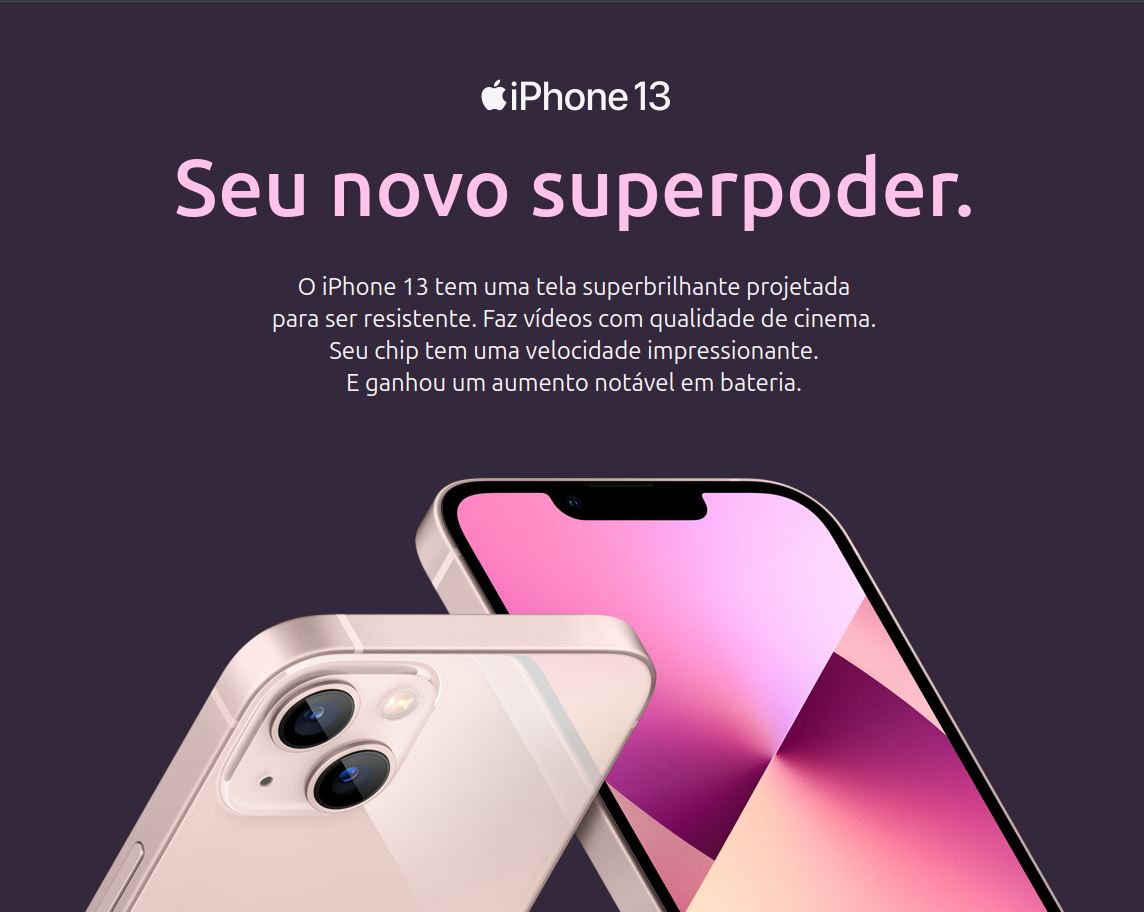 iPhone 13
Seu novo superpoder.
O iPhone 13 tem uma tela superbrilhante projetada
para ser resistente. Faz vídeos com qualidade de cinema.
Seu chip tem uma velocidade impressionante.
E ganhou um aumento notável em bateria.